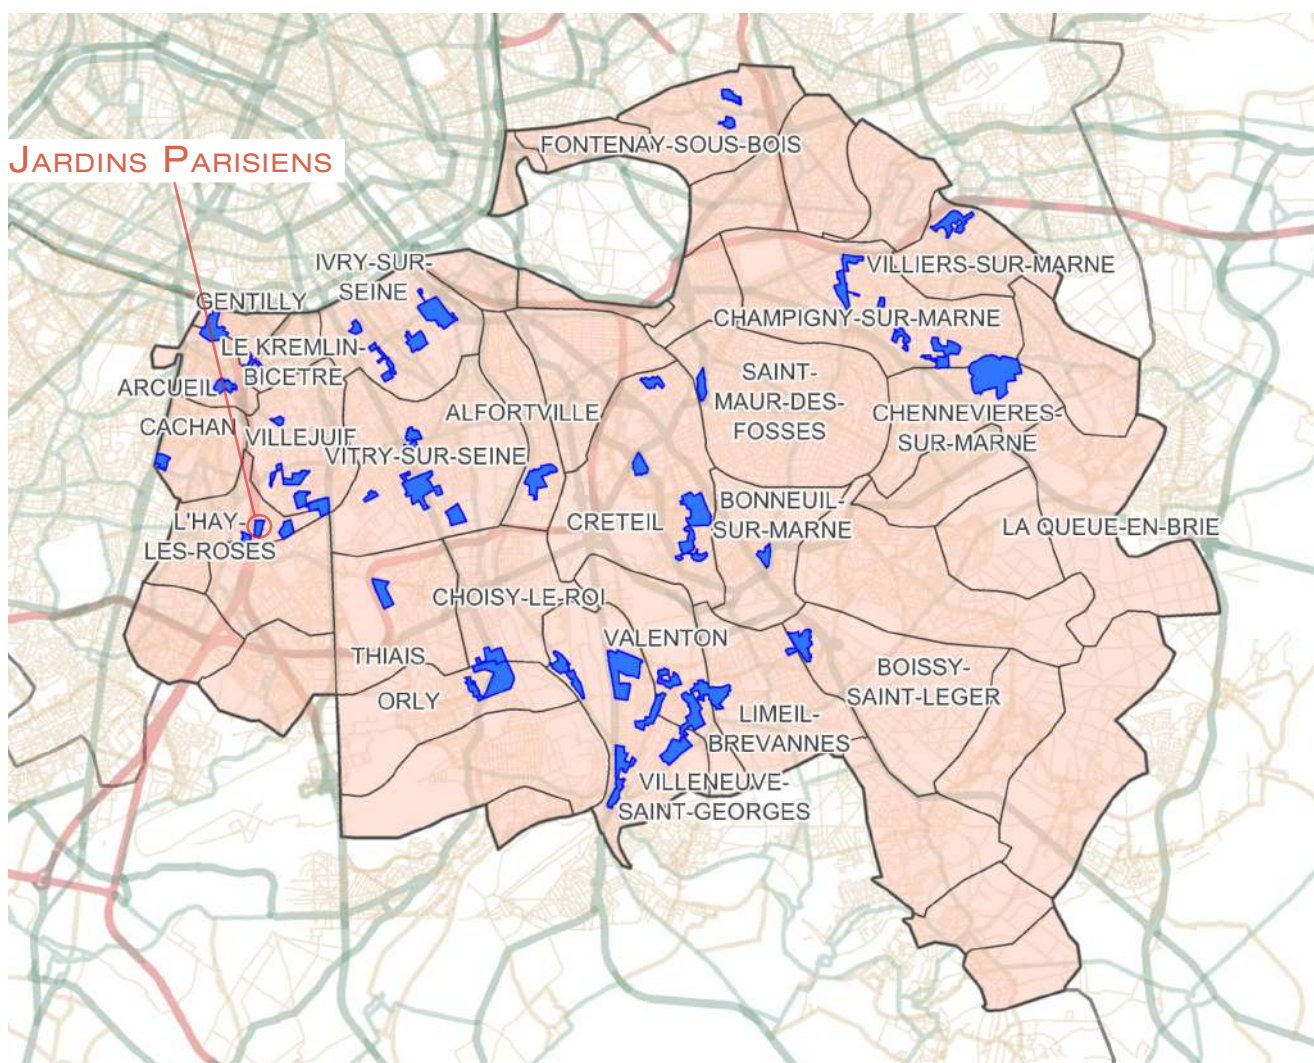 FONTENAY-SOUS-BOIS
JARDINS PARISIENS
IVRY-SUR-
SEINE
VILLIERS-SUR-MARNE
GENTILLY
CHAMPIGNY-SUR-MARNE
LE KREMLIN-
BICETRE
ARCUEIL
SAINT-
MAUR-DES-
FOSSES
CACHAN
ALFORTVILLE
CHENNEVIERES-
SUR-MARNE
VILLEJUIF
VITRY-SUR-SEINE
L'HAY-
LES-ROSES
CRETEIL
BONNEUIL-
SUR-MARNE
LA QUEUE-EN-BRIE
CHOISY-LE-ROI
THIAIS
VALENTON
BOISSY-
SAINT-LEGER
ORLY
LIMEIL-
BREVANNES
VILLENEUVE-
SAINT-GEORGES